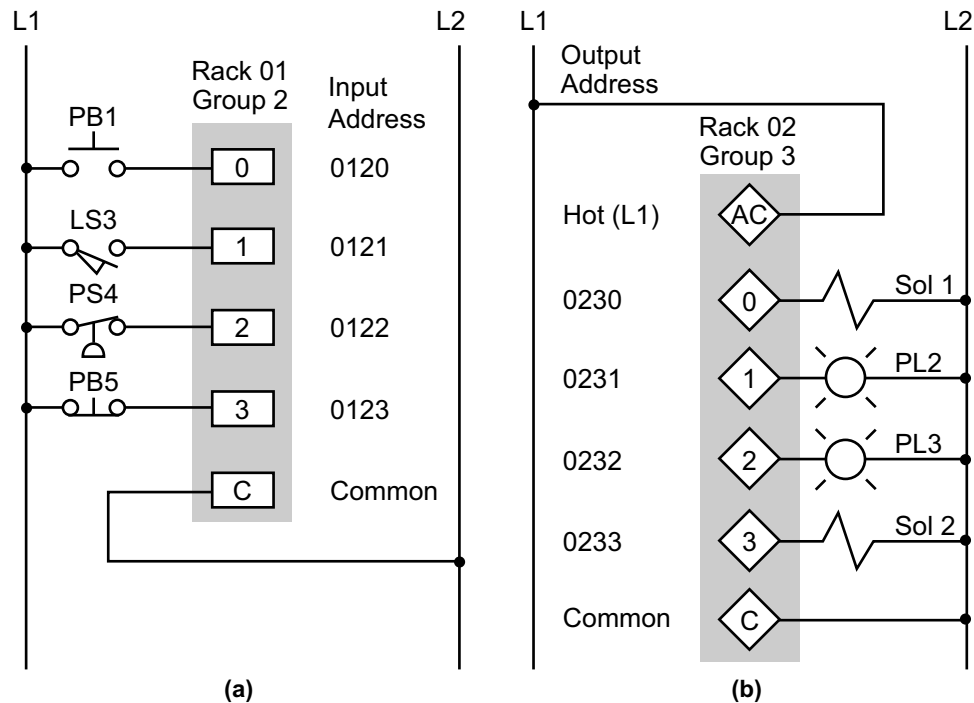 L1
L2
Rack 01
Group 2
Input
Address
PB1
0
0120
LS3
1
0121
PS4
2
0122
PB5
3
0123
C
Common
(a)
L1
L2
Output
Address
Rack 02
Group 3
Hot (L1)
AC
0230
0
Sol 1
0231
1
PL2
0232
2
PL3
0233
3
Sol 2
Common
C
(b)